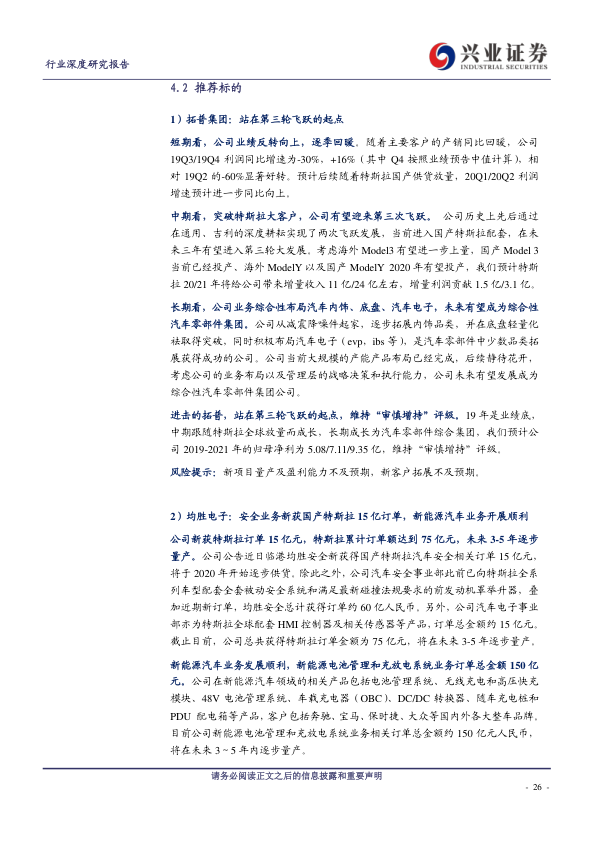 行业深度研究报告
兴业证券
INDUSTRIAL SECURITIES
4.2 推荐标的
1）拓普集团：站在第三轮飞跃的起点
短期看，公司业绩反转向上，逐季回暖。随着主要客户的产销同比回暖，公司
19Q3/19Q4 利润同比增速为-30%，+16%（其中 Q4 按照业绩预告中值计算），相
对 19Q2 的-60%显著好转。预计后续随着特斯拉国产供货放量，20Q1/20Q2 利润
增速预计进一步同比向上。
中期看，突破特斯拉大客户，公司有望迎来第三次飞跃。 公司历史上先后通过
在通用，吉利的深度耕耘实现了两次飞跃发展，当前进入国产特斯拉配套，在未
来三年有望进入第三轮大发展。考虑海外 Model3 有望进一步上量，国产 Model 3
当前已经投产、海外 ModelY 以及国产 ModelY 2020 年有望投产，我们预计特斯
拉 20/21 年将给公司带来增量收入 11 亿/24 亿左右，增量利润贡献 1.5 亿/3.1 亿。
长期看，公司业务综合性布局汽车内饰、底盘、汽车电子，未来有望成为综合性
汽车零部件集团。公司从减震降噪件起家，逐步拓展内饰品类，并在底盘轻量化
祛取得突破，同时积极布局汽车电子（evp，ibs 等），是汽车零部件中少数品类拓
展获得成功的公司。公司当前大规模的产能产品布局已经完成，后续静待花开，
考虑公司的业务布局以及管理层的战略决策和执行能力，公司未来有望发展成为
综合性汽车零部件集团公司。
进击的拓普，站在第三轮飞跃的起点，维持“审慎增持”评级。19 年是业绩底，
中期跟随特斯拉全球放量而成长，长期成长为汽车零部件综合集团，我们预计公
司 2019-2021 年的归母净利为 5.08/7.11/9.35 亿，维持“审慎增持”评级。
风险提示：新项目量产及盈利能力不及预期，新客户拓展不及预期。
2）均胜电子：安全业务新获国产特斯拉 15 亿订单，新能源汽车业务开展顺利
公司新获特斯拉订单 15 亿元，特斯拉累计订单额达到 75 亿元，未来 3-5 年逐步
量产。公司公告近日临港均胜安全新获得国产特斯拉汽车安全相关订单 15 亿元，
将于 2020 年开始逐步供货。除此之外，公司汽车安全事业部此前已向特斯拉全系
列车型配套全套被动安全系统和满足最新碰撞法规要求的前发动机罩举升器，叠
加近期新订单，均胜安全总计获得订单约 60 亿人民币。另外，公司汽车电子事业
部亦为特斯拉全球配套 HMI 控制器及相关传感器等产品，订单总金额约 15 亿元。
截止目前，公司总共获得特斯拉订单金额为 75 亿元，将在未来 3-5 年逐步量产。
新能源汽车业务发展顺利，新能源电池管理和充放电系统业务订单总金额 150 亿
元。公司在新能源汽车领域的相关产品包括电池管理系统、无线充电和高压快充
模块、48V 电池管理系统，车载充电器（OBC）、DC/DC 转换器、随车充电桩和
PDU 配电箱等产品，客户包括奔驰、宝马、保时捷、大众等国内外各大整车品牌。
目前公司新能源电池管理和充放电系统业务相关订单总金额约 150 亿元人民币，
将在未来 3～5 年内逐步量产。
请务必阅读正文之后的信息披露和重要声明
- 26 -